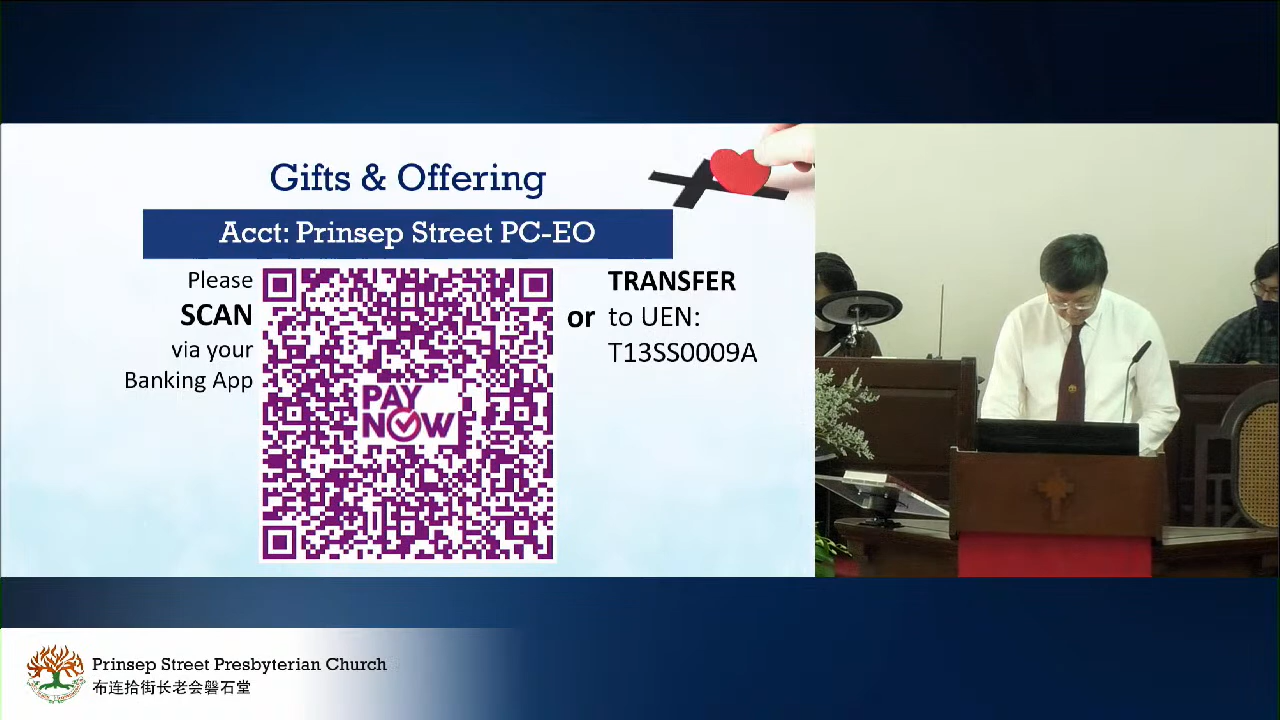 Gifts & Offering
Acct: Prinsep Street PC-EO
Please
SCAN
via your
Banking App
PAY
NOW
or
TRANSFER
to UEN:
T13SS0009A
Prinsep Street Presbyterian Church
布连拾街长老会磐石堂